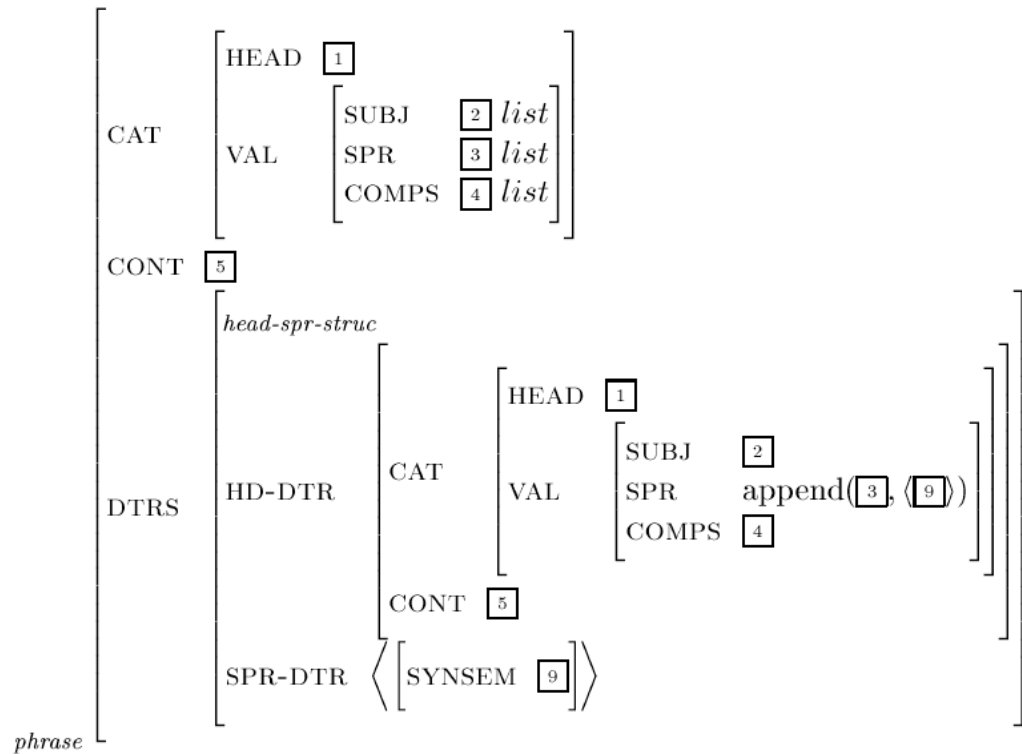 HEAD 1
SUBJ 2 list
CAT
VAL SPR 3 list
COMPS 4 list
CONT 5
head-spr-struc
HEAD 1
SUBJ 2
CAT
DTRS HD-DTR VAL SPR append(3, ⟨9⟩)
COMPS 4
CONT 5
SPR-DTR ⟨[SYNSEM 9]⟩
phrase